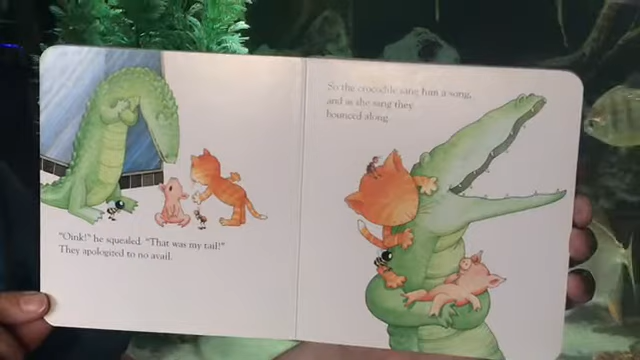 "Oink!" he squealed. "That was my tail!"
They apologized to no avail.
So the crocodile sang him a song,
and as she sang they
bounced along.